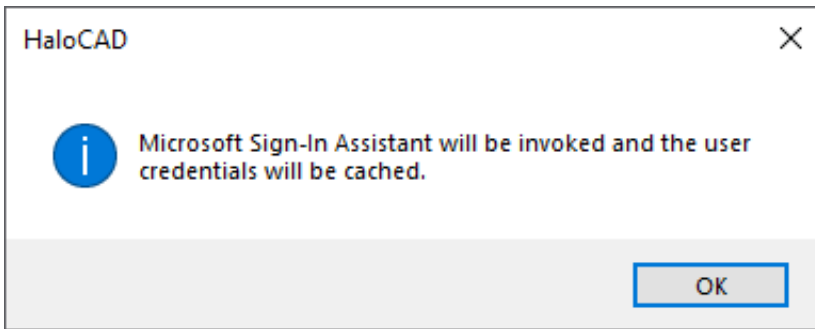 HaloCAD
Microsoft Sign-In Assistant will be invoked and the user
credentials will be cached.
OK